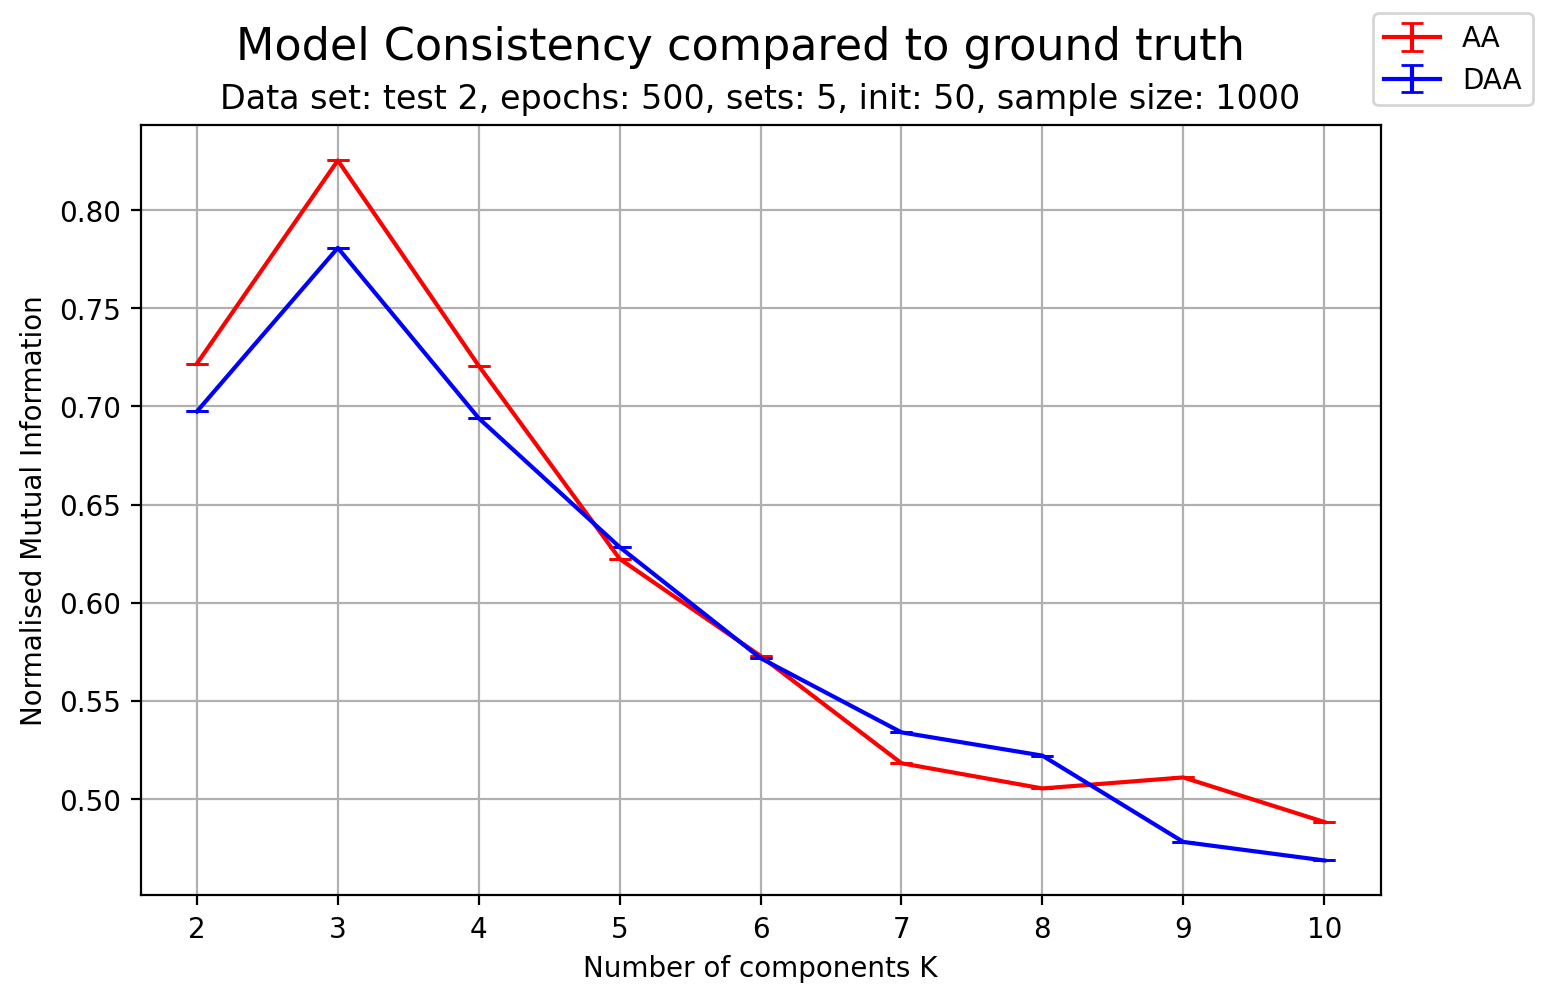 Model Consistency compared to ground truth
Data set: test 2, epochs: 500, sets: 5, init: 50, sample size: 1000
AA
DAA
Normalised Mutual Information
0.80
0.75
0.70
0.65
0.60
0.55
0.50
2 3 4 5 6 7 8 9 10
Number of components K